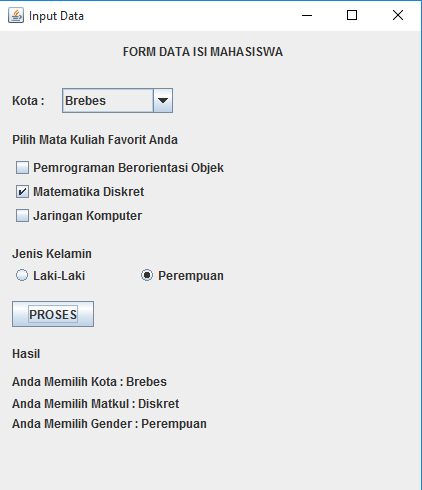 Input Data
FORM DATA ISI MAHASISWA
Kota : Brebes
Pilih Mata Kuliah Favorit Anda
Pemrograman Berorientasi Objek
Matematika Diskret
Jaringan Komputer
Jenis Kelamin
Laki-Laki Perempuan
PROSES
Hasil
Anda Memilih Kota : Brebes
Anda Memilih Matkul : Diskret
Anda Memilih Gender : Perempuan